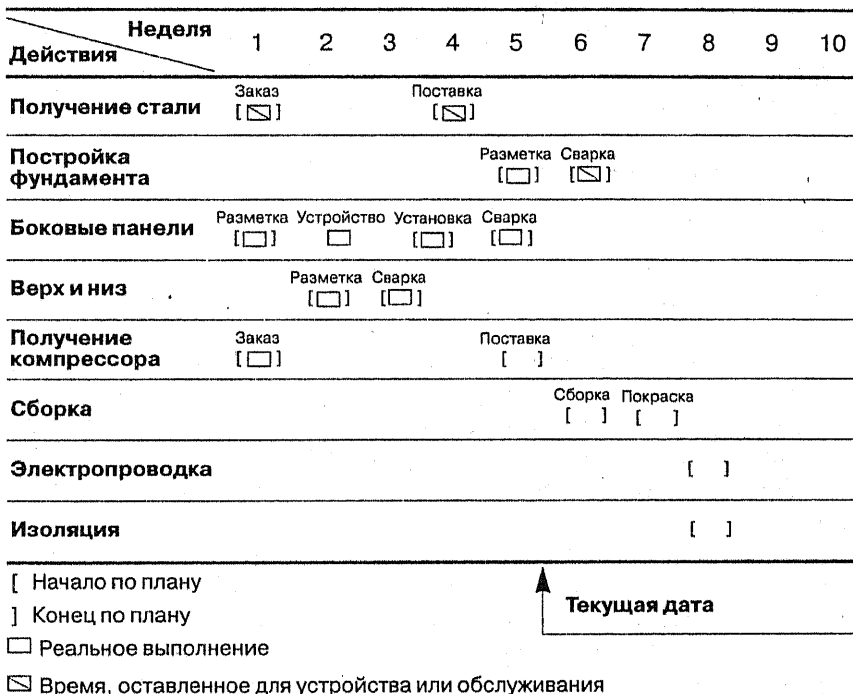 Неделя 1 2 3 4 5 6 7 8 9 10
Действия
Заказ Поставка
Получение стали [ ] [ ]
Разметка Сварка
Постройка
фундамента [ ] [ ]
Разметка Устройство Установка Сварка
Боковые панели [ ] [ ] [ ]
Разметка Сварка
Верх и низ [ ] [ ]
Заказ Поставка
Получение
компрессора [ ] [ ]
Сборка Покраска
Сборка [ ] [ ]
Электропроводка [ ]
Изоляция [ ]
[ Начало по плану
] Конец по плану
Текущая дата
Реальное выполнение
Время, оставленное для устройства или обслуживания